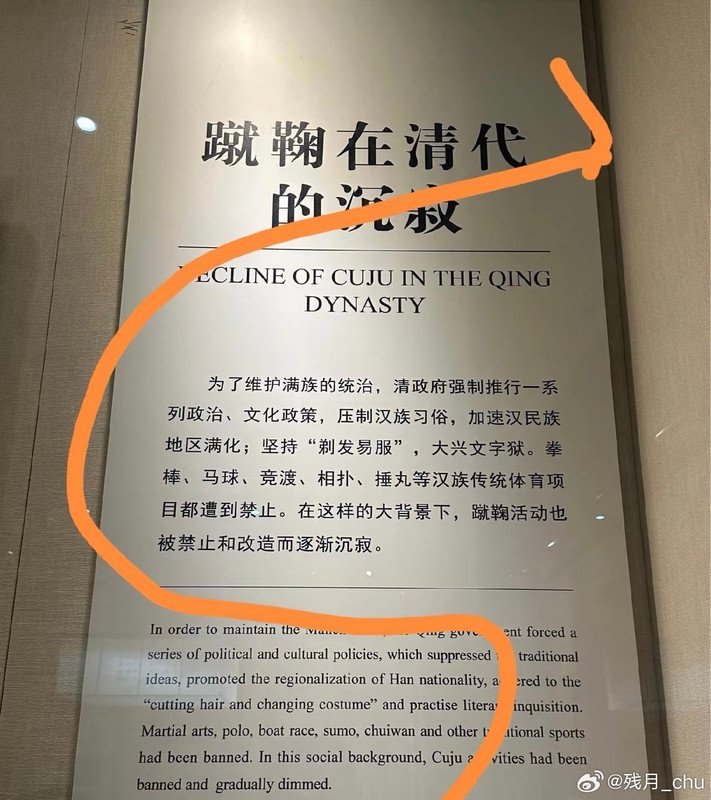 蹴鞠在清代
的沉寂
DECLINE OF CUJU IN THE QING
DYNASTY
为了维护满族的统治，清政府强制推行一系
列政治、文化政策，压制汉族习俗，加速汉民族
地区满化；坚持“剃发易服”，大兴文字狱。拳
棒、马球、竞渡、相扑、捶丸等汉族传统体育项
目都遭到禁止。在这样的大背景下，蹴鞠活动也
被禁止和改造而逐渐沉寂。
In order to maintain the Qing government forced a
series of political and cultural policies, which suppressed traditional
ideas, promoted the regionalization of Han nationality, adhered to the
“cutting hair and changing costume” and practise literary inquisition.
Martial arts, polo, boat race, sumo, chuiwan and other traditional sports
had been banned. In this social background, Cuju activities had been
banned and gradually dimmed.
@残月_chu